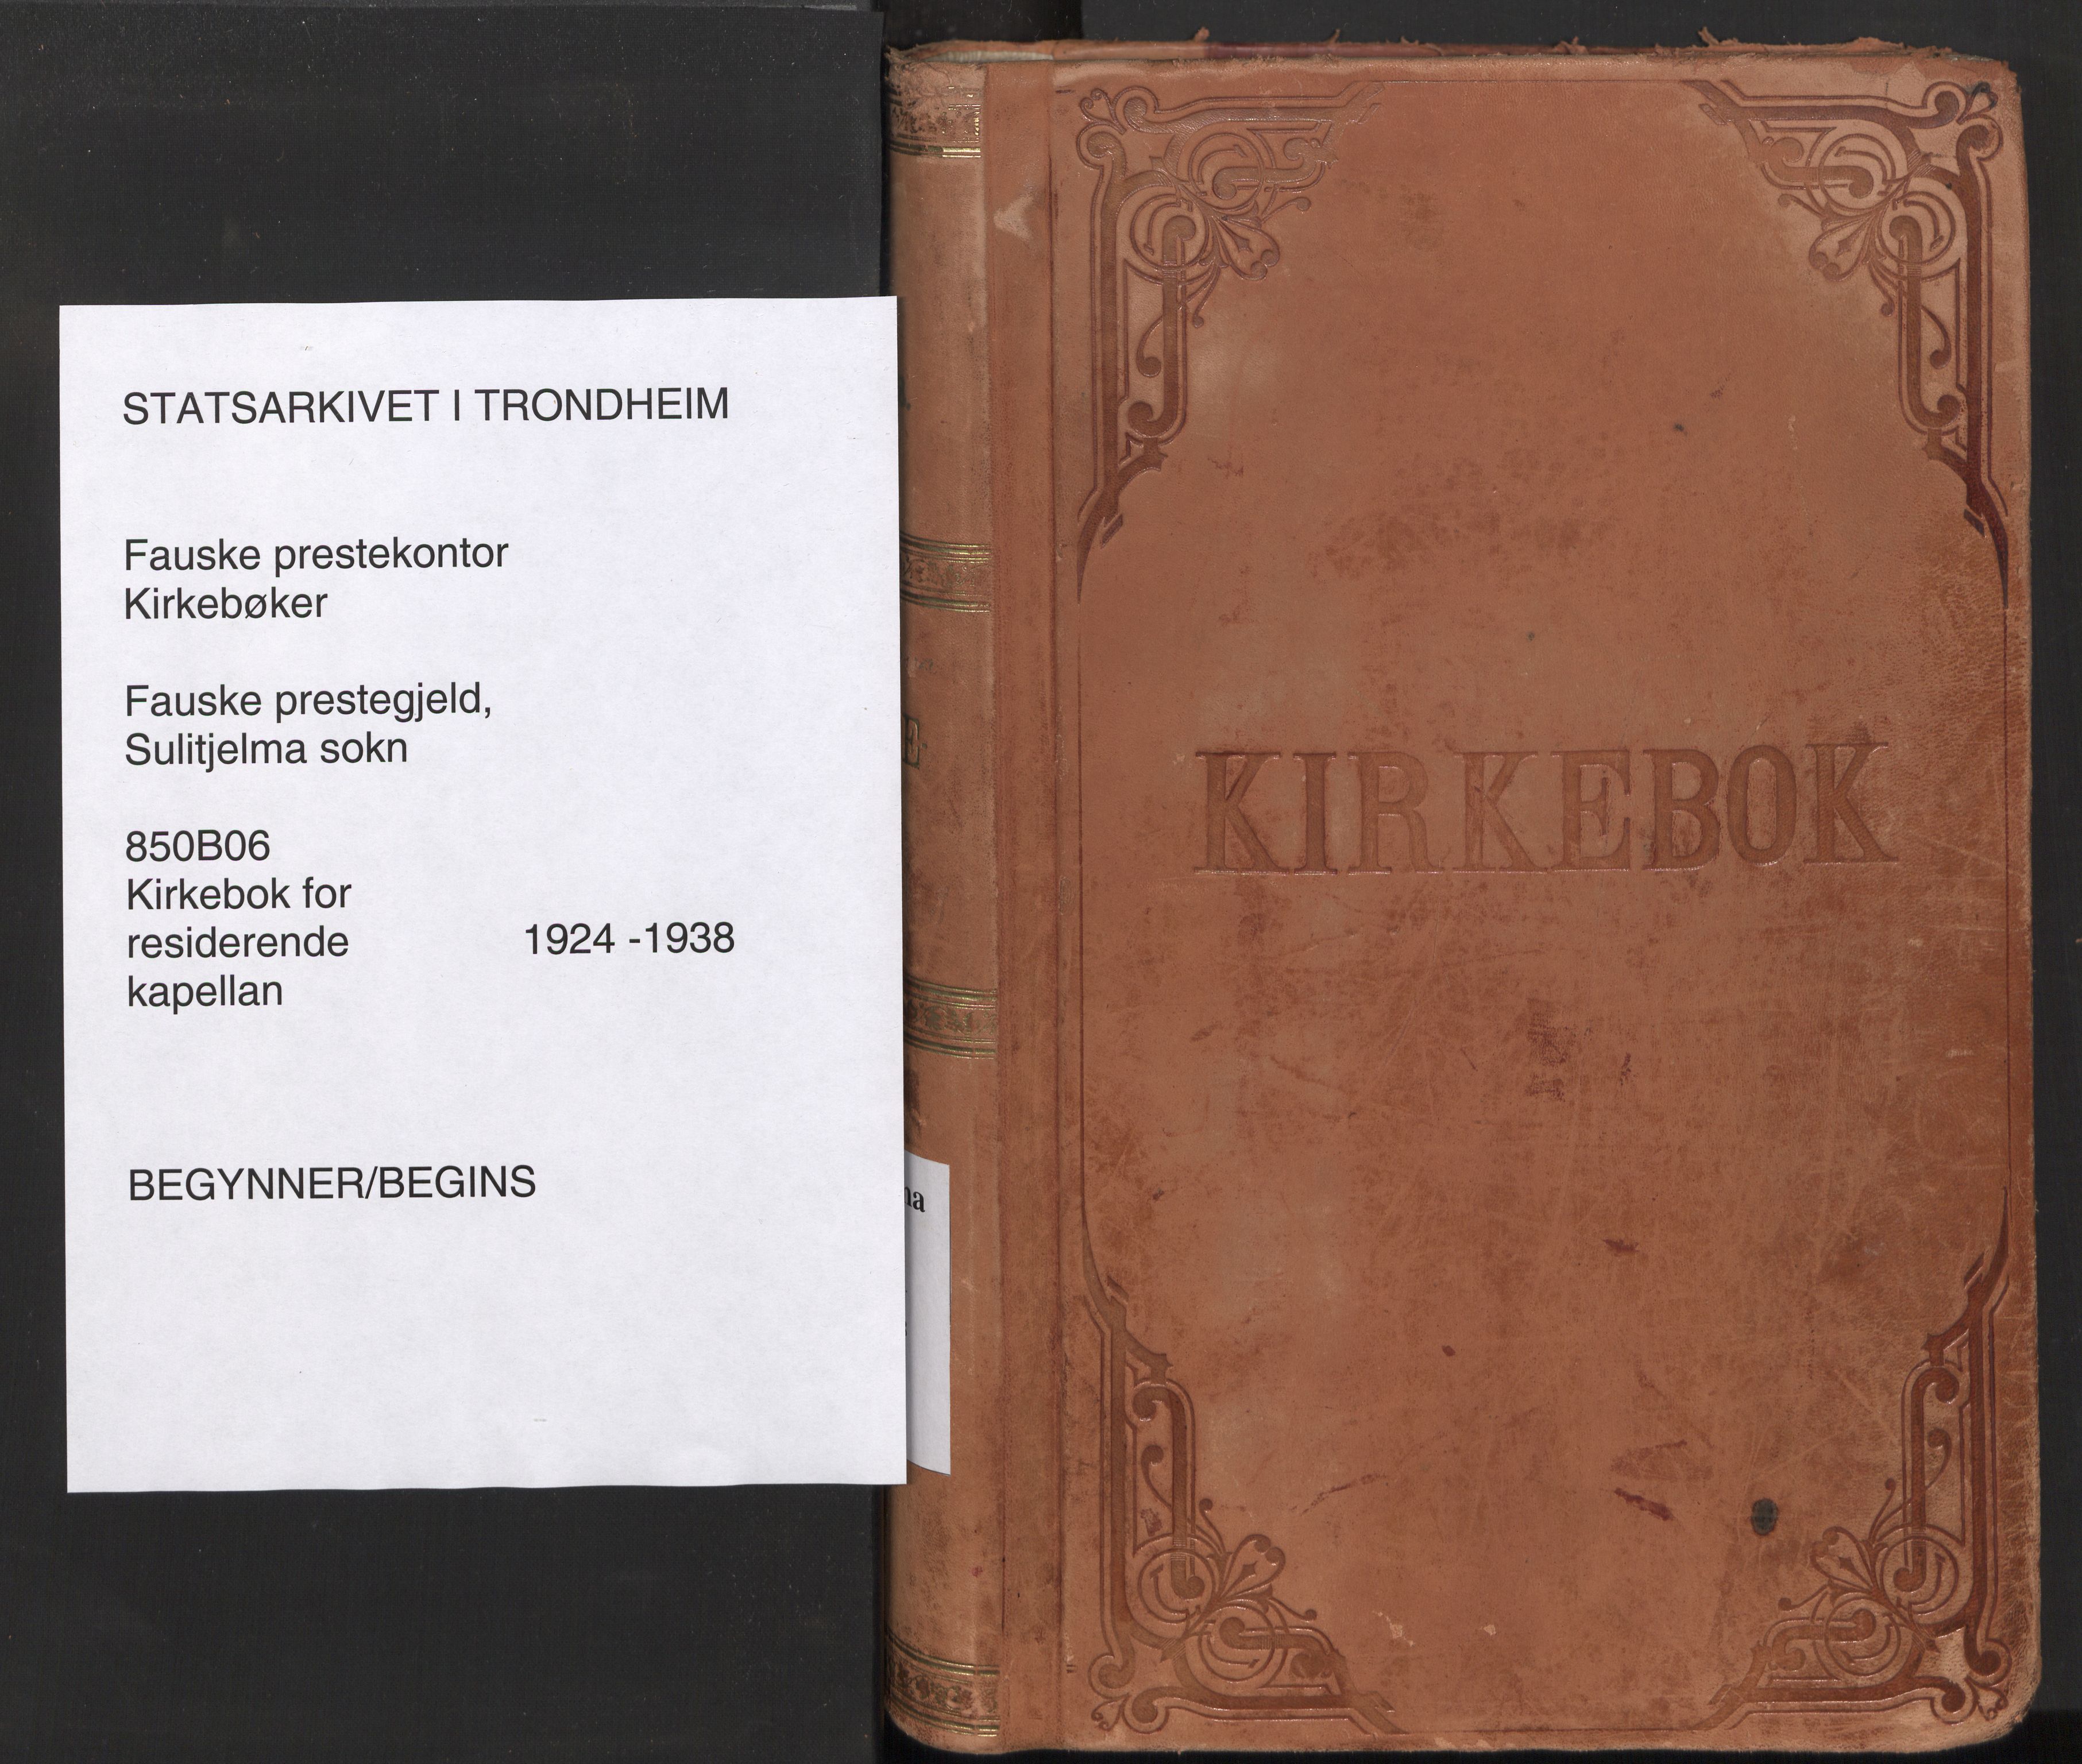 STATSARKIVET I TRONDHEIM
Fauske prestekontor
Kirkebøker
Fauske prestegjeld,
Sulitjelma sokn
850B06
Kirkebok for
residerende 1924 -1938
kapellan
BEGYNNER/BEGINS
KIRKEBOK